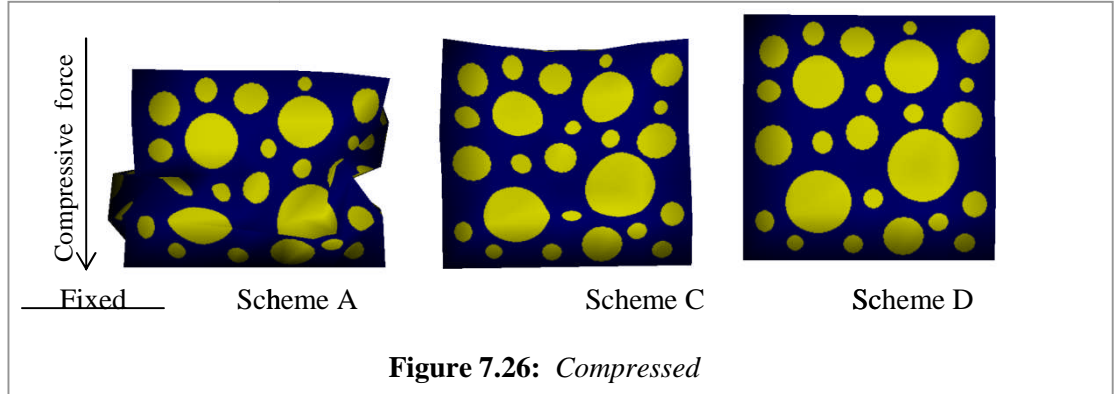 Compressive force
Fixed
Scheme A
Scheme C
Scheme D
Figure 7.26: Compressed